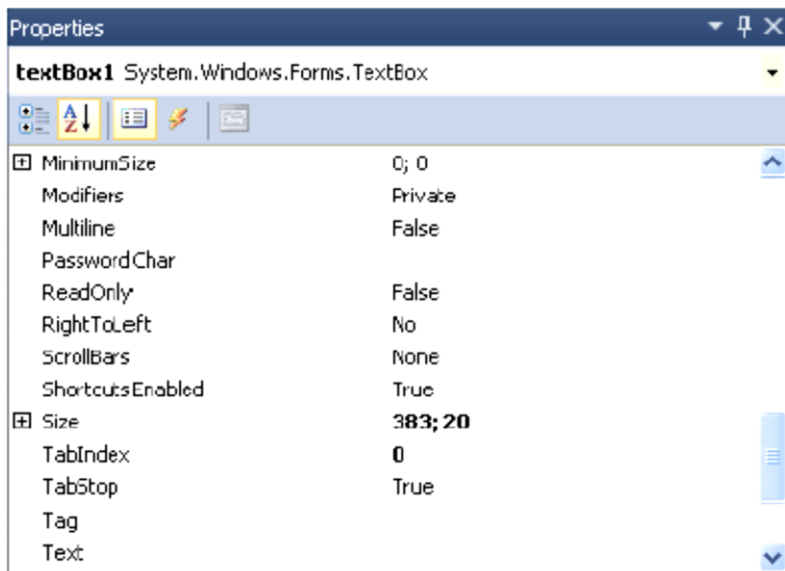 Properties
textBox1 System.Windows.Forms.TextBox
MinimumSize 0; 0
Modifiers Private
Multiline False
PasswordChar
ReadOnly False
RightToLeft No
ScrollBars None
ShortcutsEnabled True
Size 383; 20
TabIndex 0
TabStop True
Tag
Text